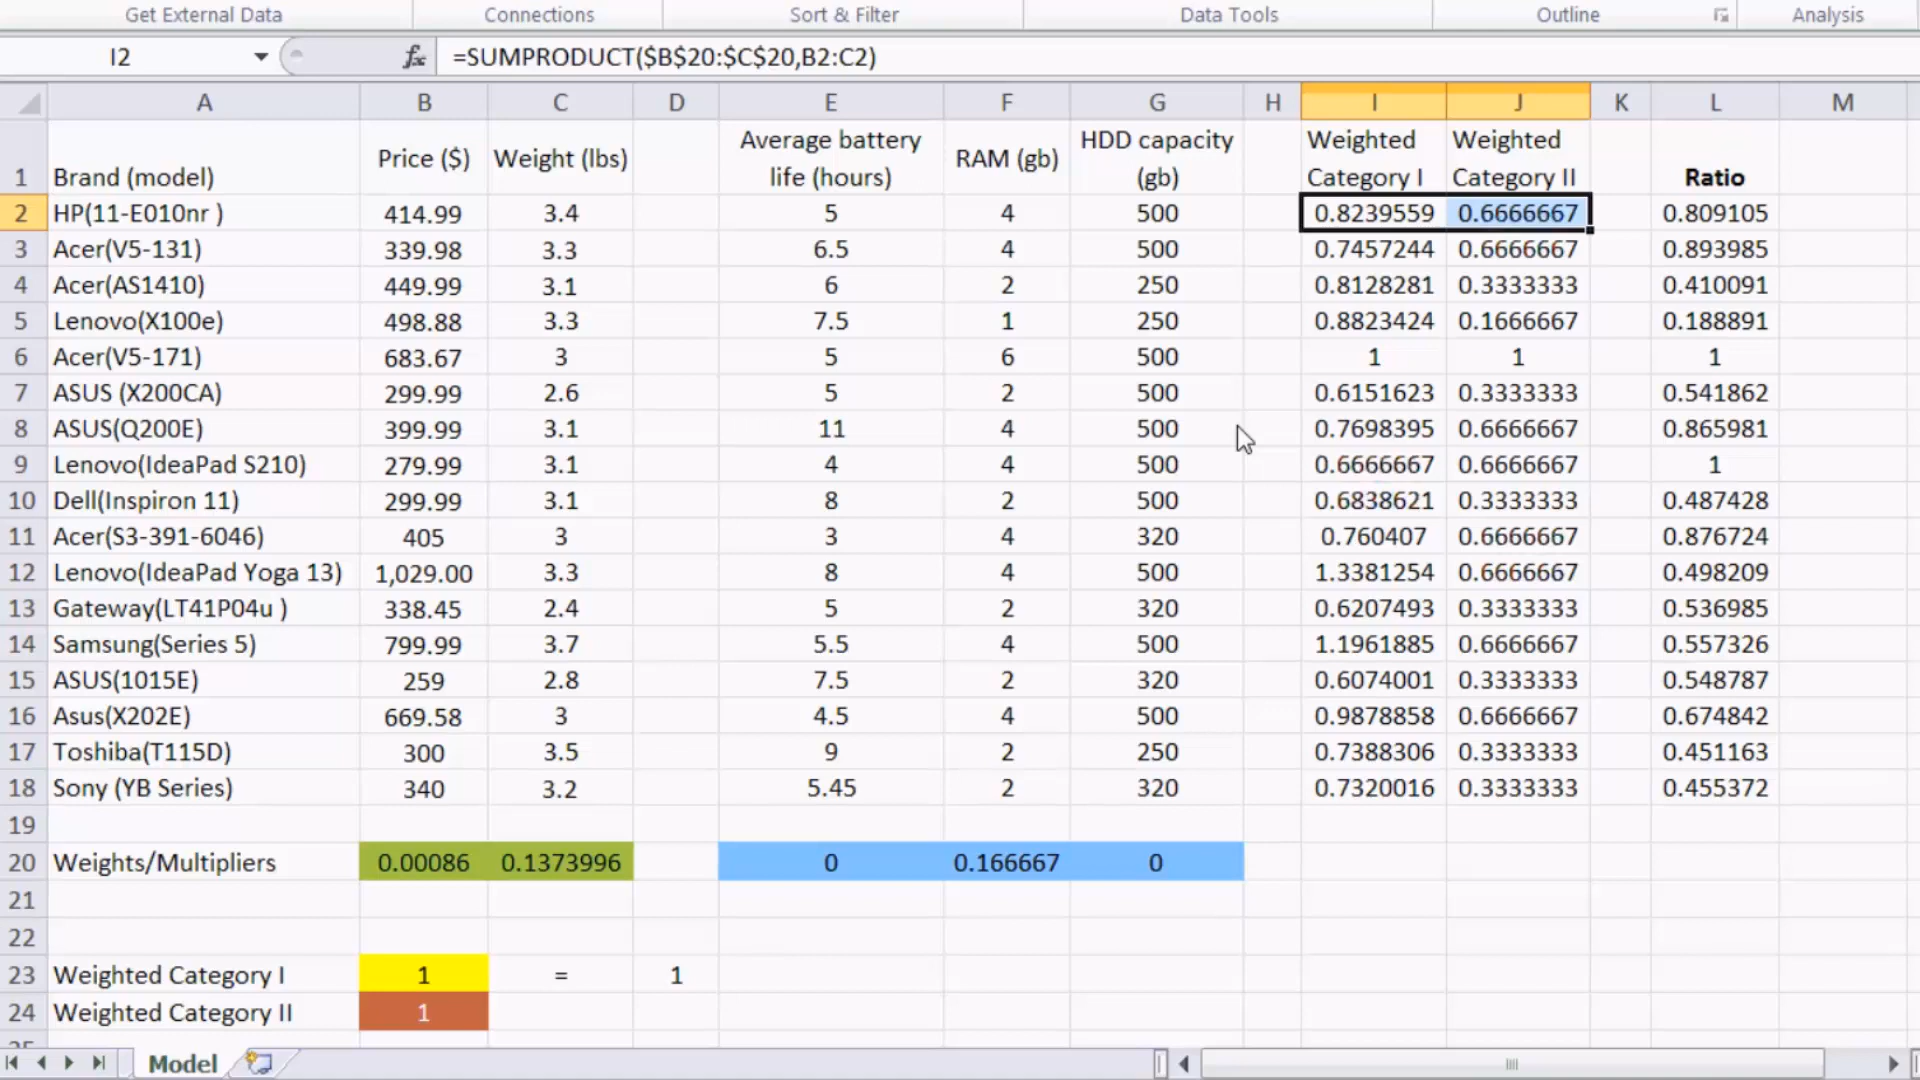 Get External Data Connections Sort & Filter Data Tools Outline Analysis
I2 fx =SUMPRODUCT($B$20:$C$20,B2:C2)
A B C D E F G H I J K L M
1 Brand (model) Price ($) Weight (lbs) Average battery life (hours) RAM (gb) HDD capacity (gb) Weighted Category I Weighted Category II Ratio
2 HP(11-E010nr ) 414.99 3.4 5 4 500 0.8239559 0.6666667 0.809105
3 Acer(V5-131) 339.98 3.3 6.5 4 500 0.7457244 0.6666667 0.893985
4 Acer(AS1410) 449.99 3.1 6 2 250 0.8128281 0.3333333 0.410091
5 Lenovo(X100e) 498.88 3.3 7.5 1 250 0.8823424 0.1666667 0.188891
6 Acer(V5-171) 683.67 3 5 6 500 1 1 1
7 ASUS (X200CA) 299.99 2.6 5 2 500 0.6151623 0.3333333 0.541862
8 ASUS(Q200E) 399.99 3.1 11 4 500 0.7698395 0.6666667 0.865981
9 Lenovo(IdeaPad S210) 279.99 3.1 4 4 500 0.6666667 0.6666667 1
10 Dell(Inspiron 11) 299.99 3.1 8 2 500 0.6838621 0.3333333 0.487428
11 Acer(S3-391-6046) 405 3 3 4 320 0.760407 0.6666667 0.876724
12 Lenovo(IdeaPad Yoga 13) 1,029.00 3.3 8 4 500 1.3381254 0.6666667 0.498209
13 Gateway(LT41P04u ) 338.45 2.4 5 2 320 0.6207493 0.3333333 0.536985
14 Samsung(Series 5) 799.99 3.7 5.5 4 500 1.1961885 0.6666667 0.557326
15 ASUS(1015E) 259 2.8 7.5 2 320 0.6074001 0.3333333 0.548787
16 Asus(X202E) 669.58 3 4.5 4 500 0.9878858 0.6666667 0.674842
17 Toshiba(T115D) 300 3.5 9 2 250 0.7388306 0.3333333 0.451163
18 Sony (YB Series) 340 3.2 5.45 2 320 0.7320016 0.3333333 0.455372
19
20 Weights/Multipliers 0.00086 0.1373996 0 0.166667 0
21
22
23 Weighted Category I 1 = 1
24 Weighted Category II 1
Model